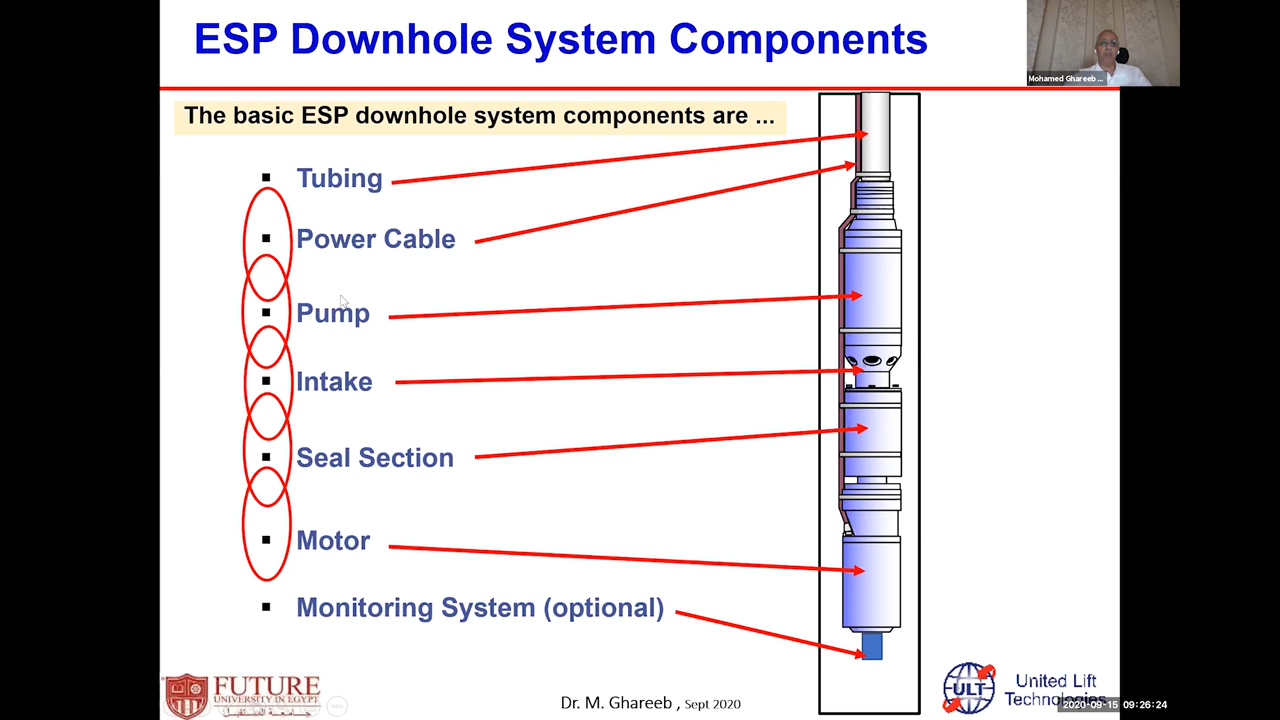 ESP Downhole System Components
Mohamed Ghareeb ...
The basic ESP downhole system components are ...
Tubing
Power Cable
Pump
Intake
Seal Section
Motor
Monitoring System (optional)
FUTURE
UNIVERSITY IN EGYPT
جامعة المستقبل
Dr. M. Ghareeb , Sept 2020
ULT
United Lift
Technologies
2020-09-15 09:26:24